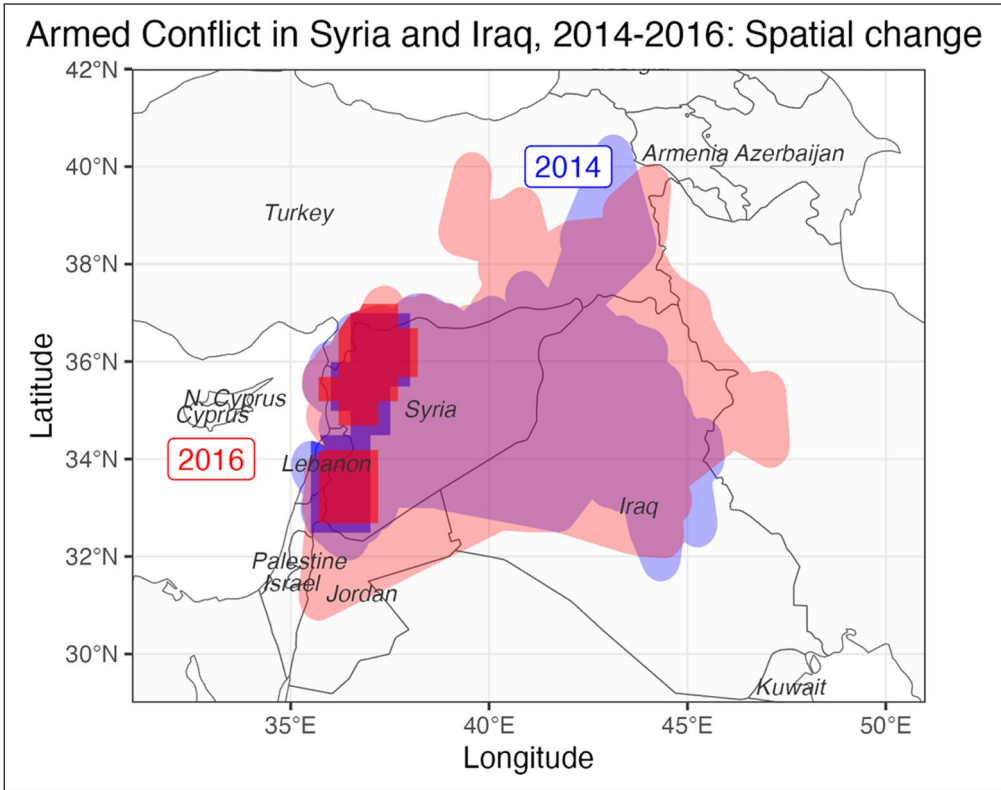 Armed Conflict in Syria and Iraq, 2014-2016: Spatial change
42°N
40°N
38°N
36°N
34°N
32°N
30°N
Latitude
2014
Armenia Azerbaijan
Turkey
N. Cyprus
Cyprus
Syria
2016
Lebanon
Iraq
Palestine
Israel
Jordan
Kuwait
35°E 40°E 45°E 50°E
Longitude